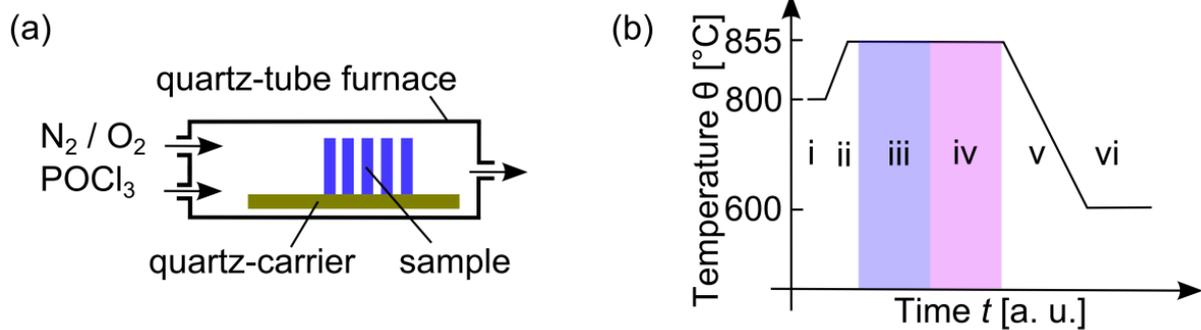 (a)
quartz-tube furnace
N₂ / O₂
POCl₃
quartz-carrier
sample
(b)
Temperature θ [°C]
855
800
600
i ii iii iv v vi
Time t [a. u.]